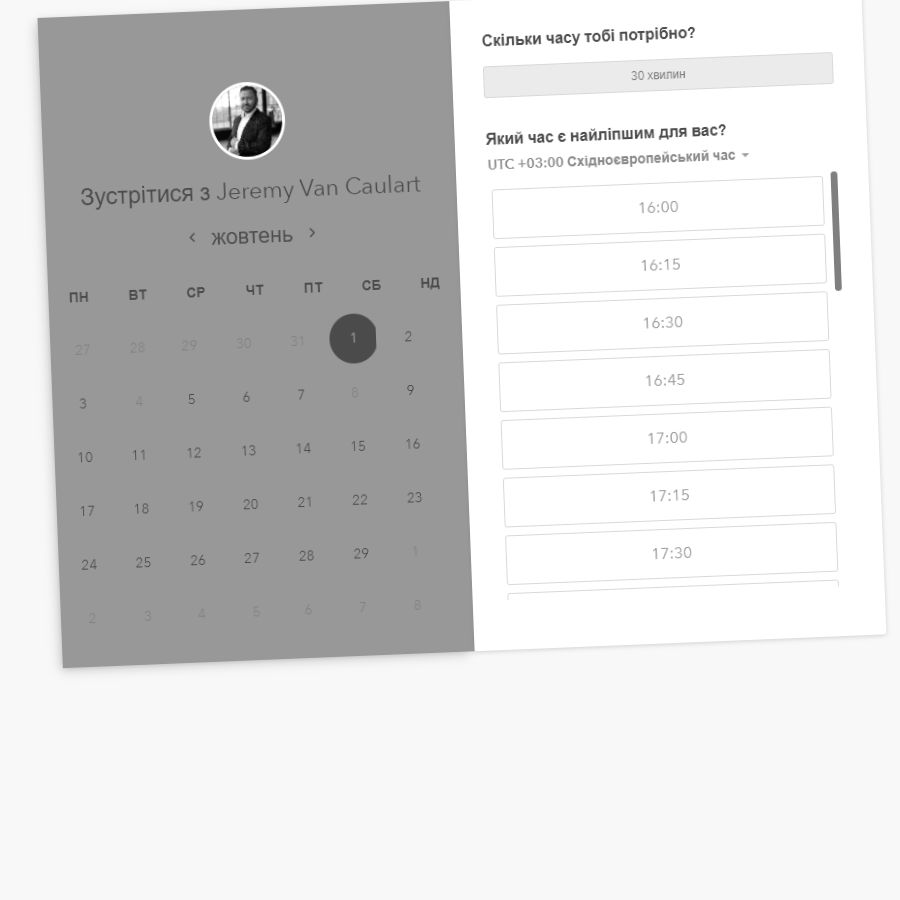 Зустрітися з Jeremy Van Caulart
‹ жовтень ›
ПН ВТ СР ЧТ ПТ СБ НД
27 28 29 30 31 1 2
3 4 5 6 7 8 9
10 11 12 13 14 15 16
17 18 19 20 21 22 23
24 25 26 27 28 29 1
2 3 4 5 6 7 8
Скільки часу тобі потрібно?
30 хвилин
Який час є найліпшим для вас?
UTC +03:00 Східноєвропейський час
16:00
16:15
16:30
16:45
17:00
17:15
17:30